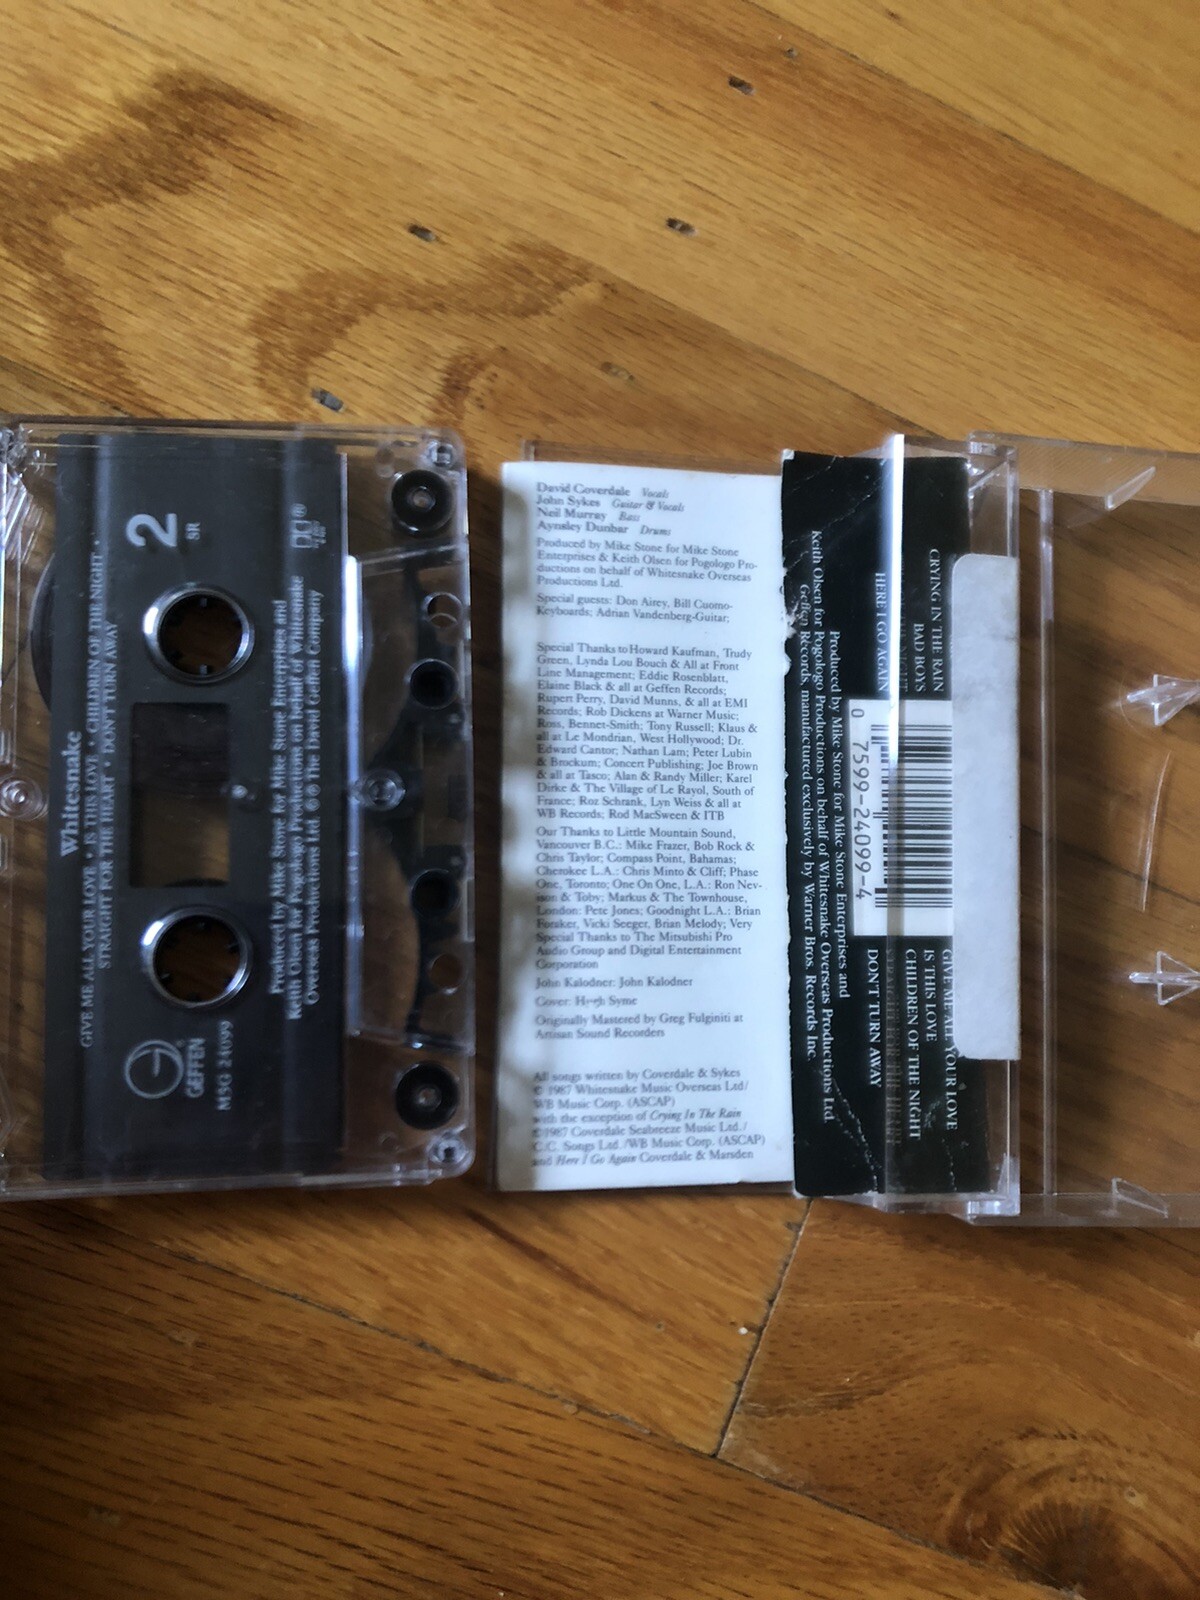 Whitesnake
GIVE ME ALL YOUR LOVE • IS THIS LOVE • CHILDREN OF THE NIGHT •
STRAIGHT FOR THE HEART • DON'T TURN AWAY
2
SR
GEFFEN
M5G 24099
Produced by Mike Stone for Mike Stone Enterprises and
Keith Olsen for Pogologo Productions on behalf of Whitesnake
Overseas Productions Ltd. ℗ © The David Geffen Company
David Coverdale Vocals
John Sykes Guitar & Vocals
Neil Murray Bass
Aynsley Dunbar Drums
Produced by Mike Stone for Mike Stone
Enterprises & Keith Olsen for Pogologo Pro-
ductions on behalf of Whitesnake Overseas
Productions Ltd.
Special guests: Don Airey, Bill Cuomo-
Keyboards; Adrian Vandenberg-Guitar;
Special Thanks to Howard Kaufman, Trudy
Green, Lynda Lou Bouch & All at Front
Line Management; Eddie Rosenblatt,
Elaine Black & all at Geffen Records;
Rupert Perry, David Munns, & all at EMI
Records; Rob Dickens at Warner Music;
Ross, Bennet-Smith; Tony Russell; Klaus &
all at Le Mondrian, West Hollywood; Dr.
Edward Cantor; Nathan Lam; Peter Lubin
& Brockum; Concert Publishing; Joe Brown
& all at Tasco; Alan & Randy Miller; Karel
Dirke & The Village of Le Rayol, South of
France; Roz Schrank, Lyn Weiss & all at
WB Records; Rod MacSween & ITB
Our Thanks to Little Mountain Sound,
Vancouver B.C.: Mike Frazer, Bob Rock &
Chris Taylor; Compass Point, Bahamas;
Cherokee L.A.: Chris Minto & Cliff; Phase
One, Toronto; One On One, L.A.: Ron Nev-
ison & Toby; Markus & The Townhouse,
London: Pete Jones; Goodnight L.A.: Brian
Foraker, Vicki Seeger, Brian Melody; Very
Special Thanks to The Mitsubishi Pro
Audio Group and Digital Entertainment
Corporation
John Kalodner: John Kalodner
Cover: Hugh Syme
Originally Mastered by Greg Fulginiti at
Artisan Sound Recorders
All songs written by Coverdale & Sykes
© 1987 Whitesnake Music Overseas Ltd/
WB Music Corp. (ASCAP)
with the exception of Crying In The Rain
©1987 Coverdale Seabreeze Music Ltd./
C.C. Songs Ltd./WB Music Corp. (ASCAP)
and Here I Go Again Coverdale & Marsden
CRYING IN THE RAIN
BAD BOYS
HERE I GO AGAIN
0 7599-24099-4
GIVE ME ALL YOUR LOVE
IS THIS LOVE
CHILDREN OF THE NIGHT
STRAIGHT FOR THE HEART
DON'T TURN AWAY
Produced by Mike Stone for Mike Stone Enterprises and
Keith Olsen for Pogologo Productions on behalf of Whitesnake Overseas Productions Ltd.
Geffen Records, manufactured exclusively by Warner Bros. Records Inc.